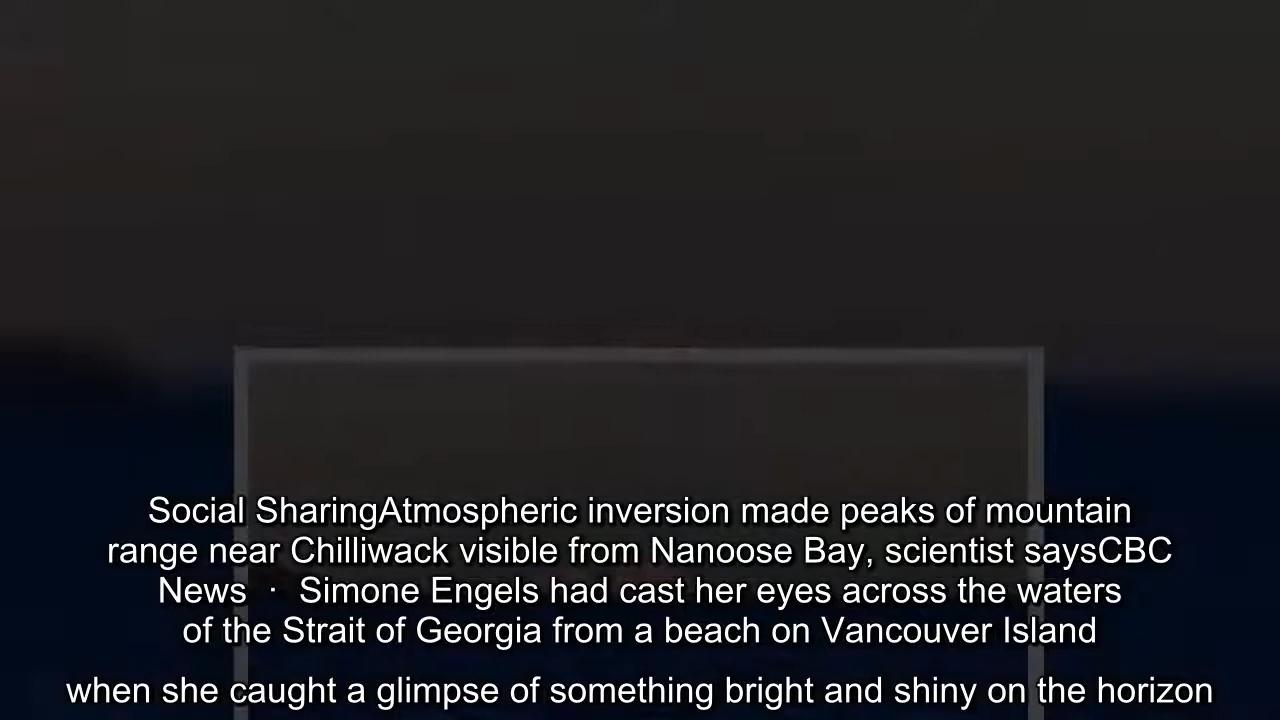 Social SharingAtmospheric inversion made peaks of mountain
range near Chilliwack visible from Nanoose Bay, scientist saysCBC
News · Simone Engels had cast her eyes across the waters
of the Strait of Georgia from a beach on Vancouver Island
when she caught a glimpse of something bright and shiny on the horizon